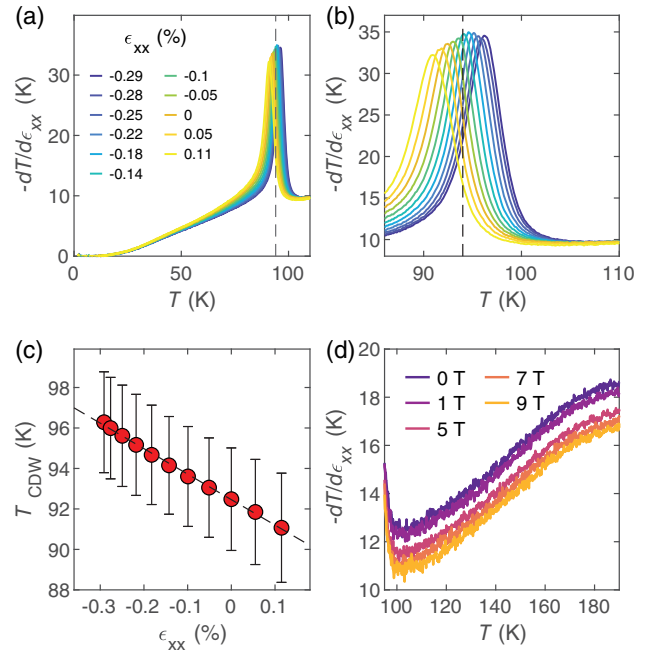 (a)
-dT/dϵxx (K)
30
20
10
0
ϵxx (%)
-0.29
-0.28
-0.25
-0.22
-0.18
-0.14
-0.1
-0.05
0
0.05
0.11
0
50
100
T (K)
(b)
-dT/dϵxx (K)
35
30
25
20
15
10
90
100
110
T (K)
(c)
TCDW (K)
98
96
94
92
90
88
-0.3
-0.2
-0.1
0
0.1
ϵxx (%)
(d)
-dT/dϵxx (K)
20
18
16
14
12
10
0 T
1 T
5 T
7 T
9 T
100
120
140
160
180
T (K)